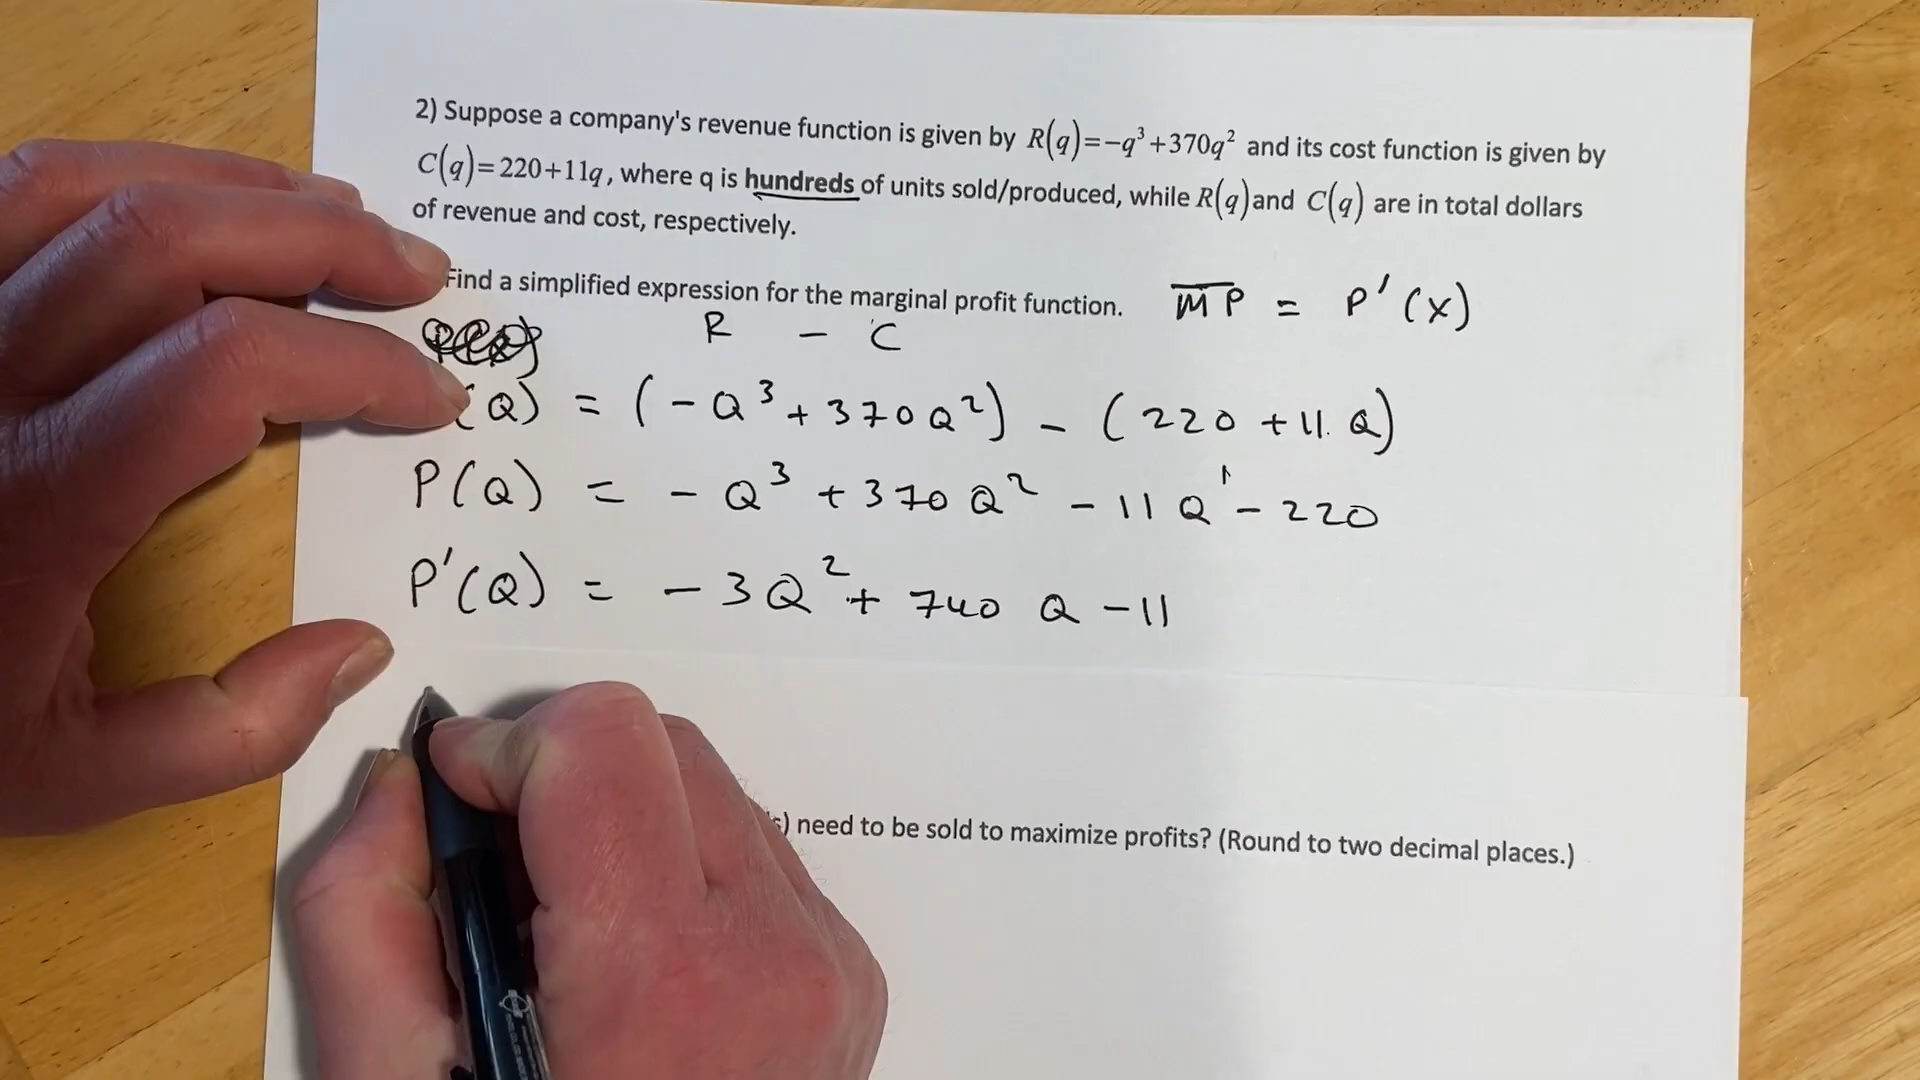 2) Suppose a company's revenue function is given by R(q)=-q³+370q² and its cost function is given by
C(q)=220+11q, where q is hundreds of units sold/produced, while R(q) and C(q) are in total dollars
of revenue and cost, respectively.
Find a simplified expression for the marginal profit function. MP = P'(x)
R - C
(Q) = (-Q³+370Q²) - (220+11.Q)
P(Q) = -Q³+370Q²-11Q¹-220
P'(Q) = -3Q²+740Q-11
) need to be sold to maximize profits? (Round to two decimal places.)